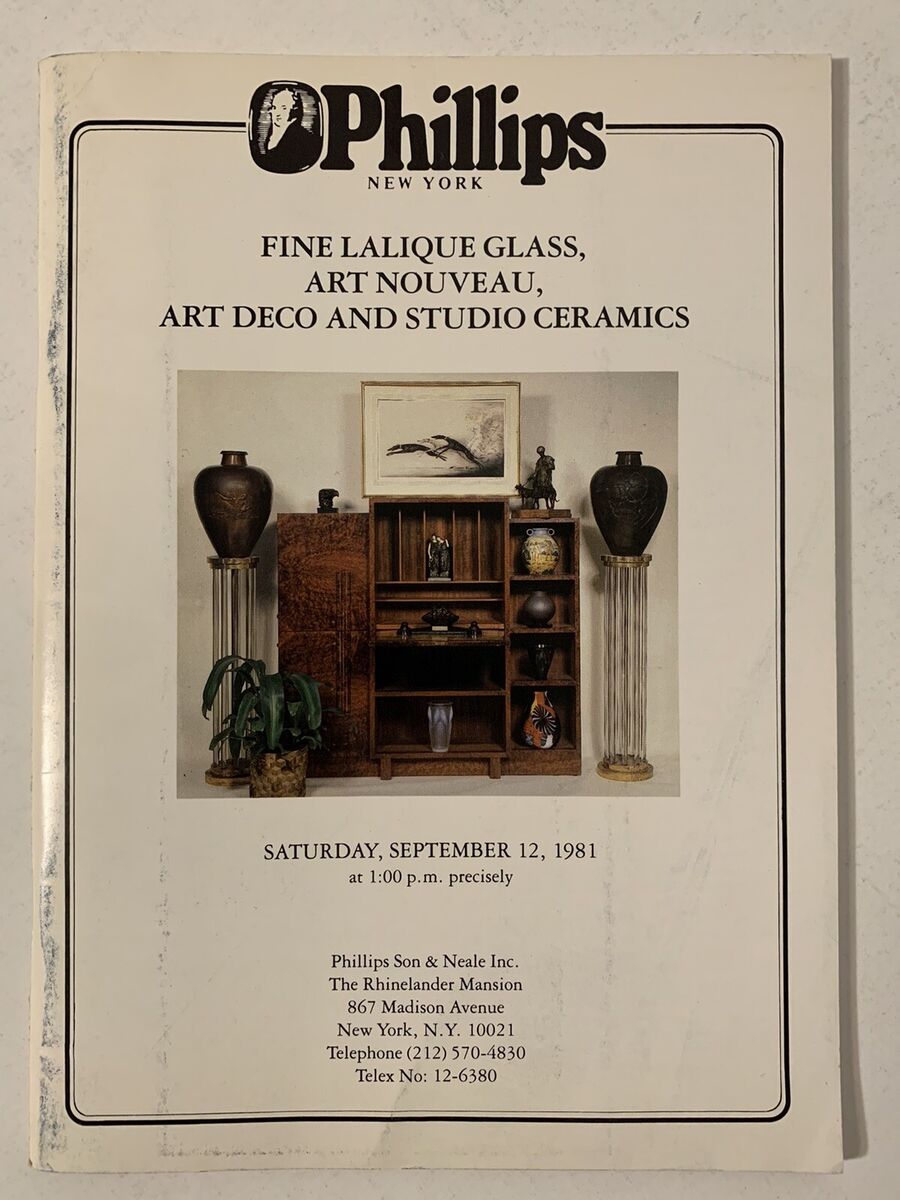 Phillips
NEW YORK
FINE LALIQUE GLASS,
ART NOUVEAU,
ART DECO AND STUDIO CERAMICS
SATURDAY, SEPTEMBER 12, 1981
at 1:00 p.m. precisely
Phillips Son & Neale Inc.
The Rhinelander Mansion
867 Madison Avenue
New York, N.Y. 10021
Telephone (212) 570-4830
Telex No: 12-6380